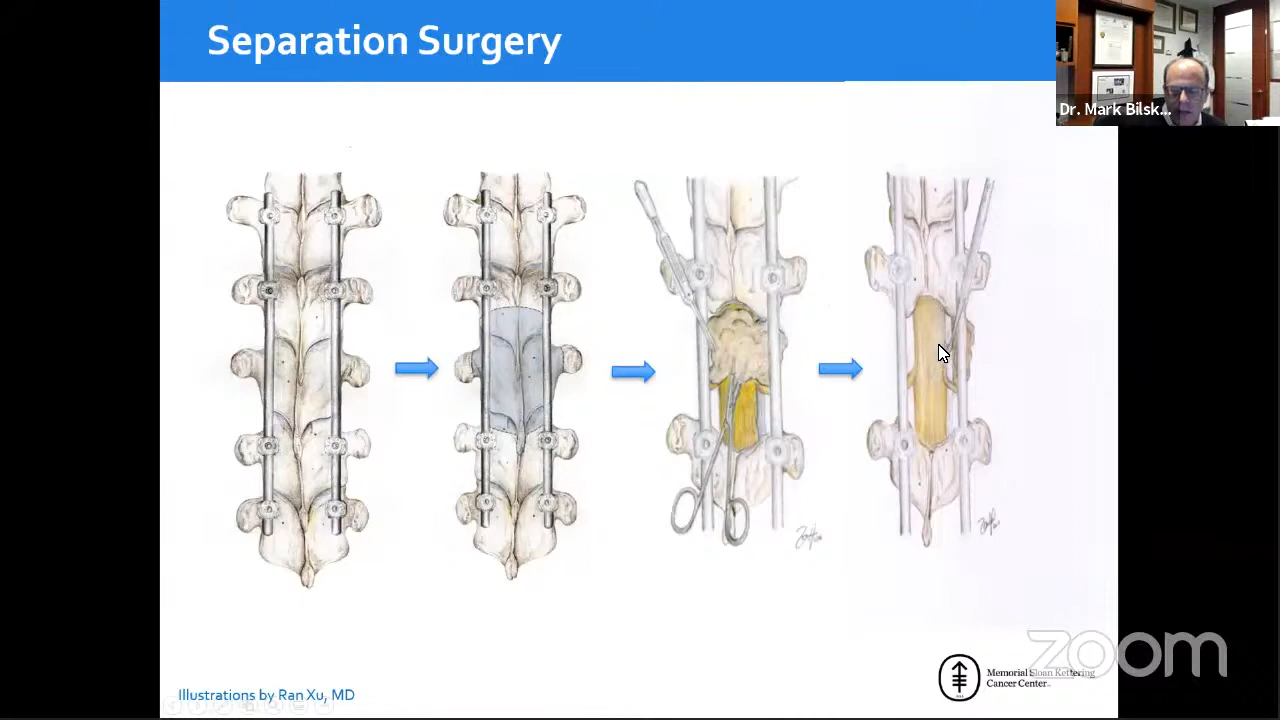 Separation Surgery
Dr. Mark Bilsk...
zoom
Memorial Sloan Kettering
Cancer Center
Illustrations by Ran Xu, MD